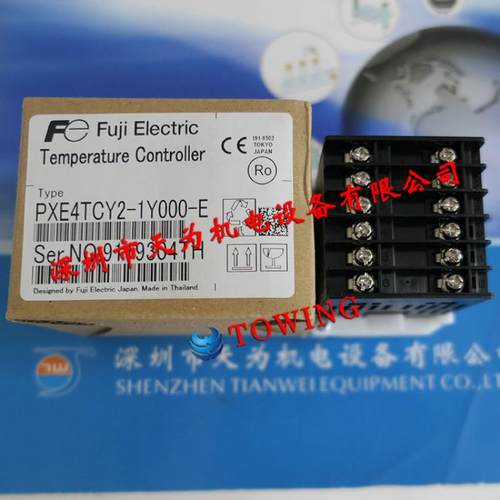 Fe Fuji Electric
Temperature Controller
CE
191-8502
TOKYO
JAPAN
Ro
Type
PXE4TCY2-1Y000-E
Ser.NO
H
Designed by Fuji Electric Japan. Made in Thailand.
深圳市天为机电设备有限公司
TOWING
深圳市天为机电设备有限公司
SHENZHEN TIANWEI EQUIPMENT CO.,LTD